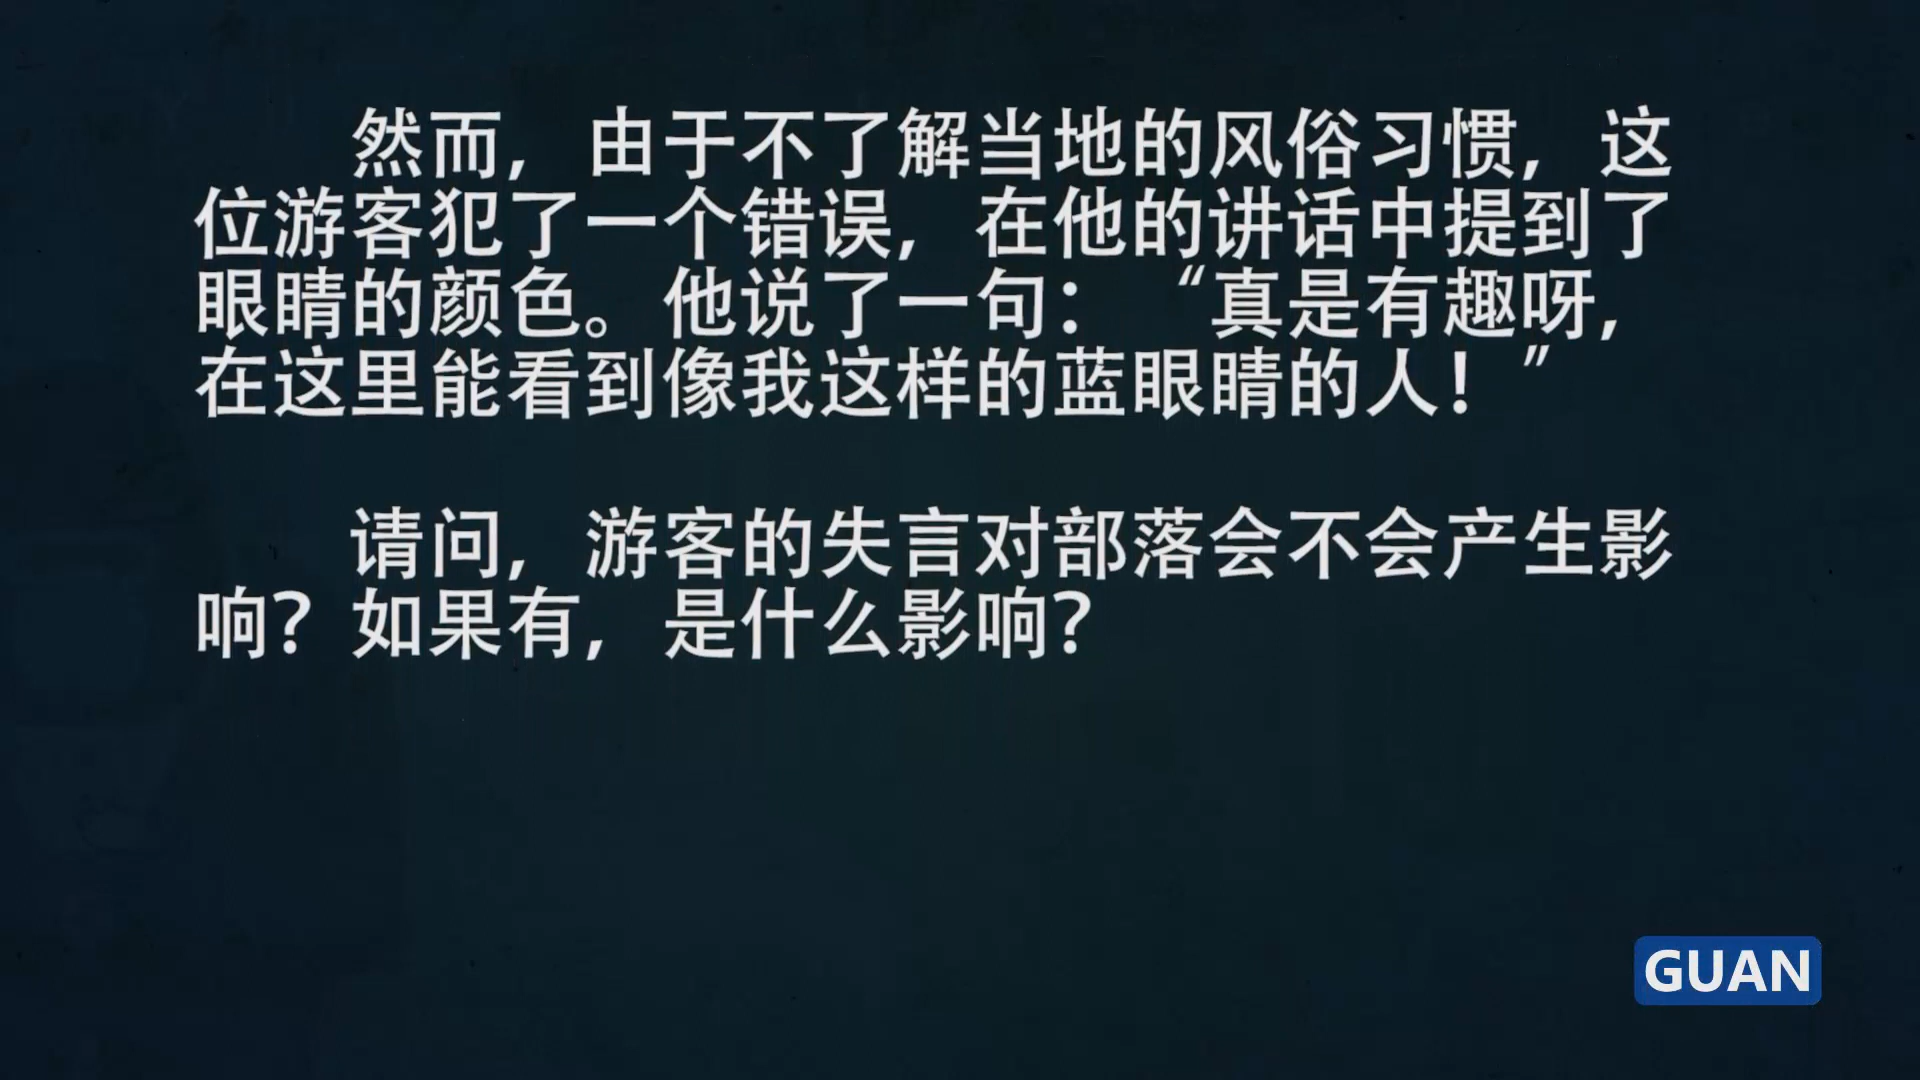 然而，由于不了解当地的风俗习惯，这
位游客犯了一个错误，在他的讲话中提到了
眼睛的颜色。他说了一句：“真是有趣呀，
在这里能看到像我这样的蓝眼睛的人！”
请问，游客的失言对部落会不会产生影
响？如果有，是什么影响？
GUAN